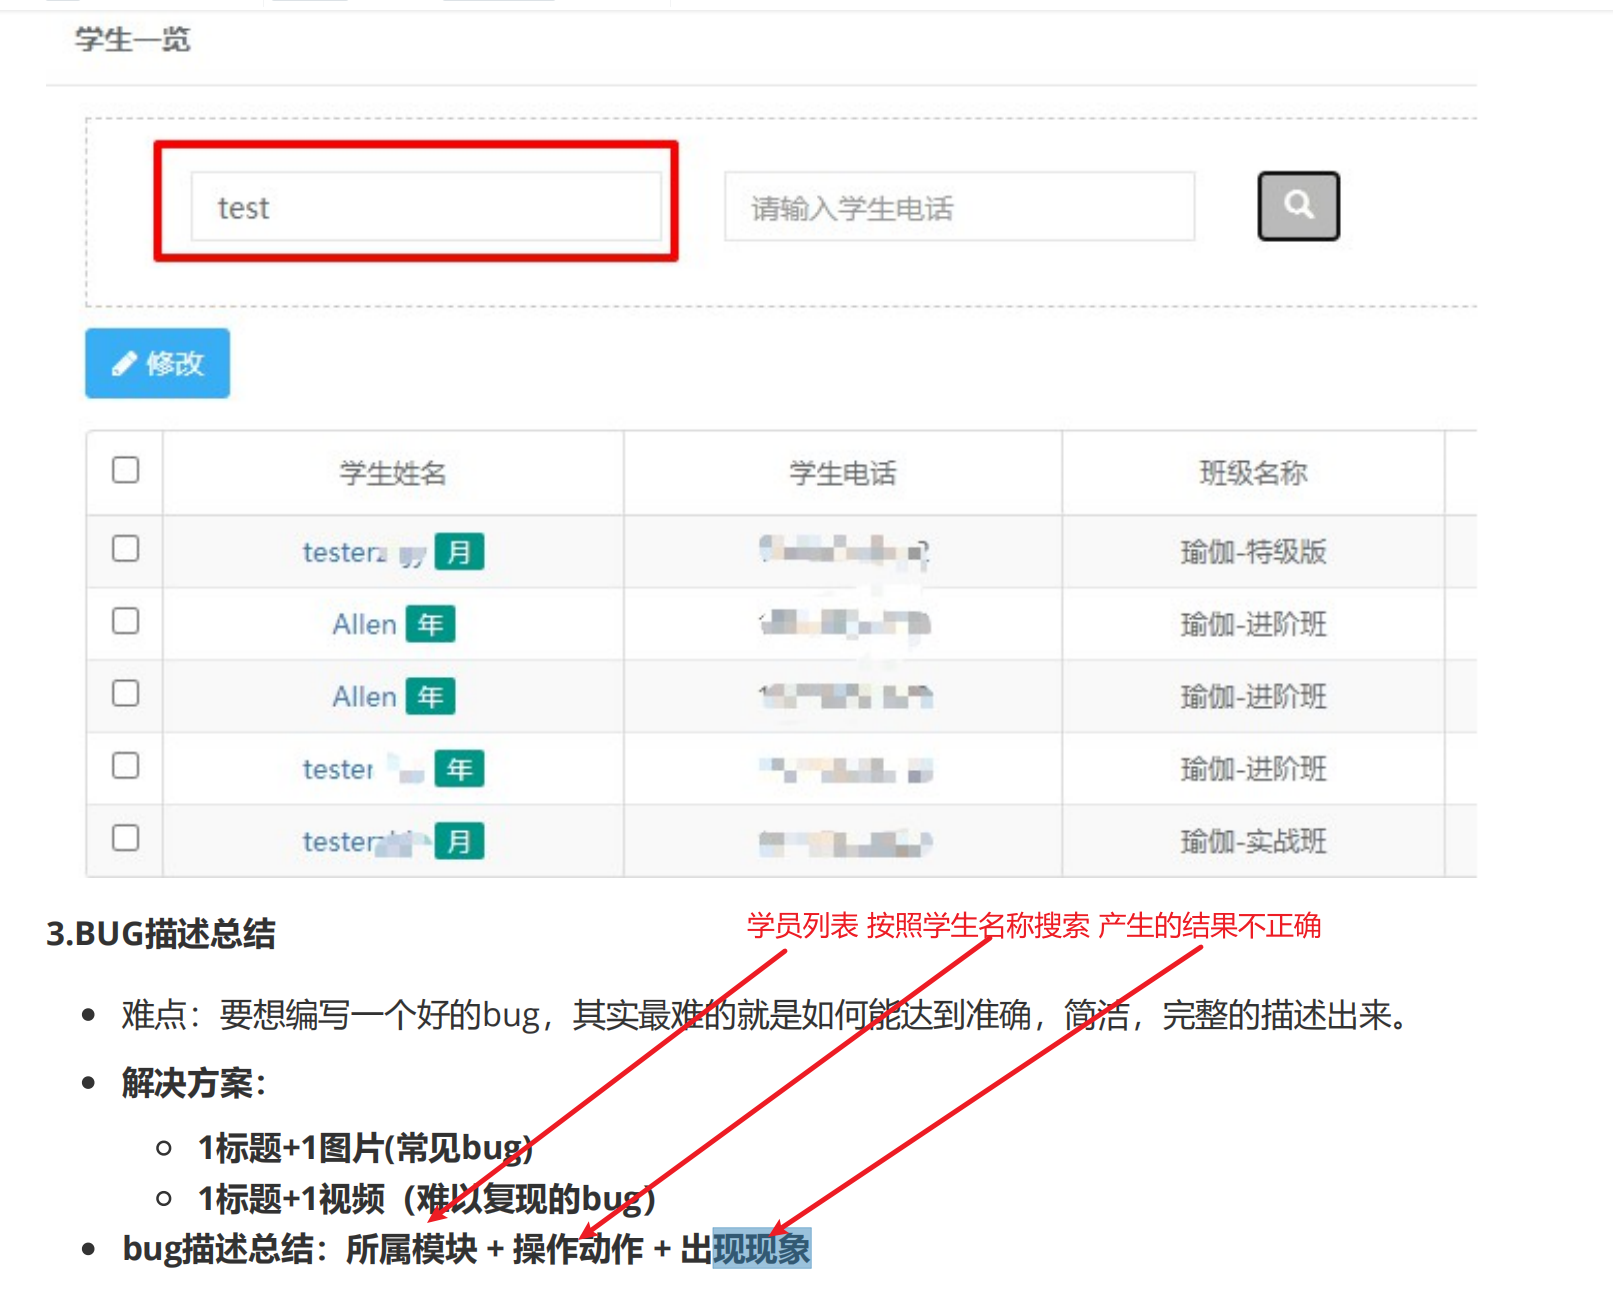 学生一览
test
请输入学生电话
修改
学生姓名 学生电话 班级名称
tester 月 瑜伽-特级版
Allen 年 瑜伽-进阶班
Allen 年 瑜伽-进阶班
tester 年 瑜伽-进阶班
tester 月 瑜伽-实战班
3.BUG描述总结
学员列表 按照学生名称搜索 产生的结果不正确
难点：要想编写一个好的bug，其实最难的就是如何能达到准确，简洁，完整的描述出来。
解决方案：
1标题+1图片(常见bug)
1标题+1视频（难以复现的bug）
bug描述总结：所属模块 + 操作动作 + 出现现象